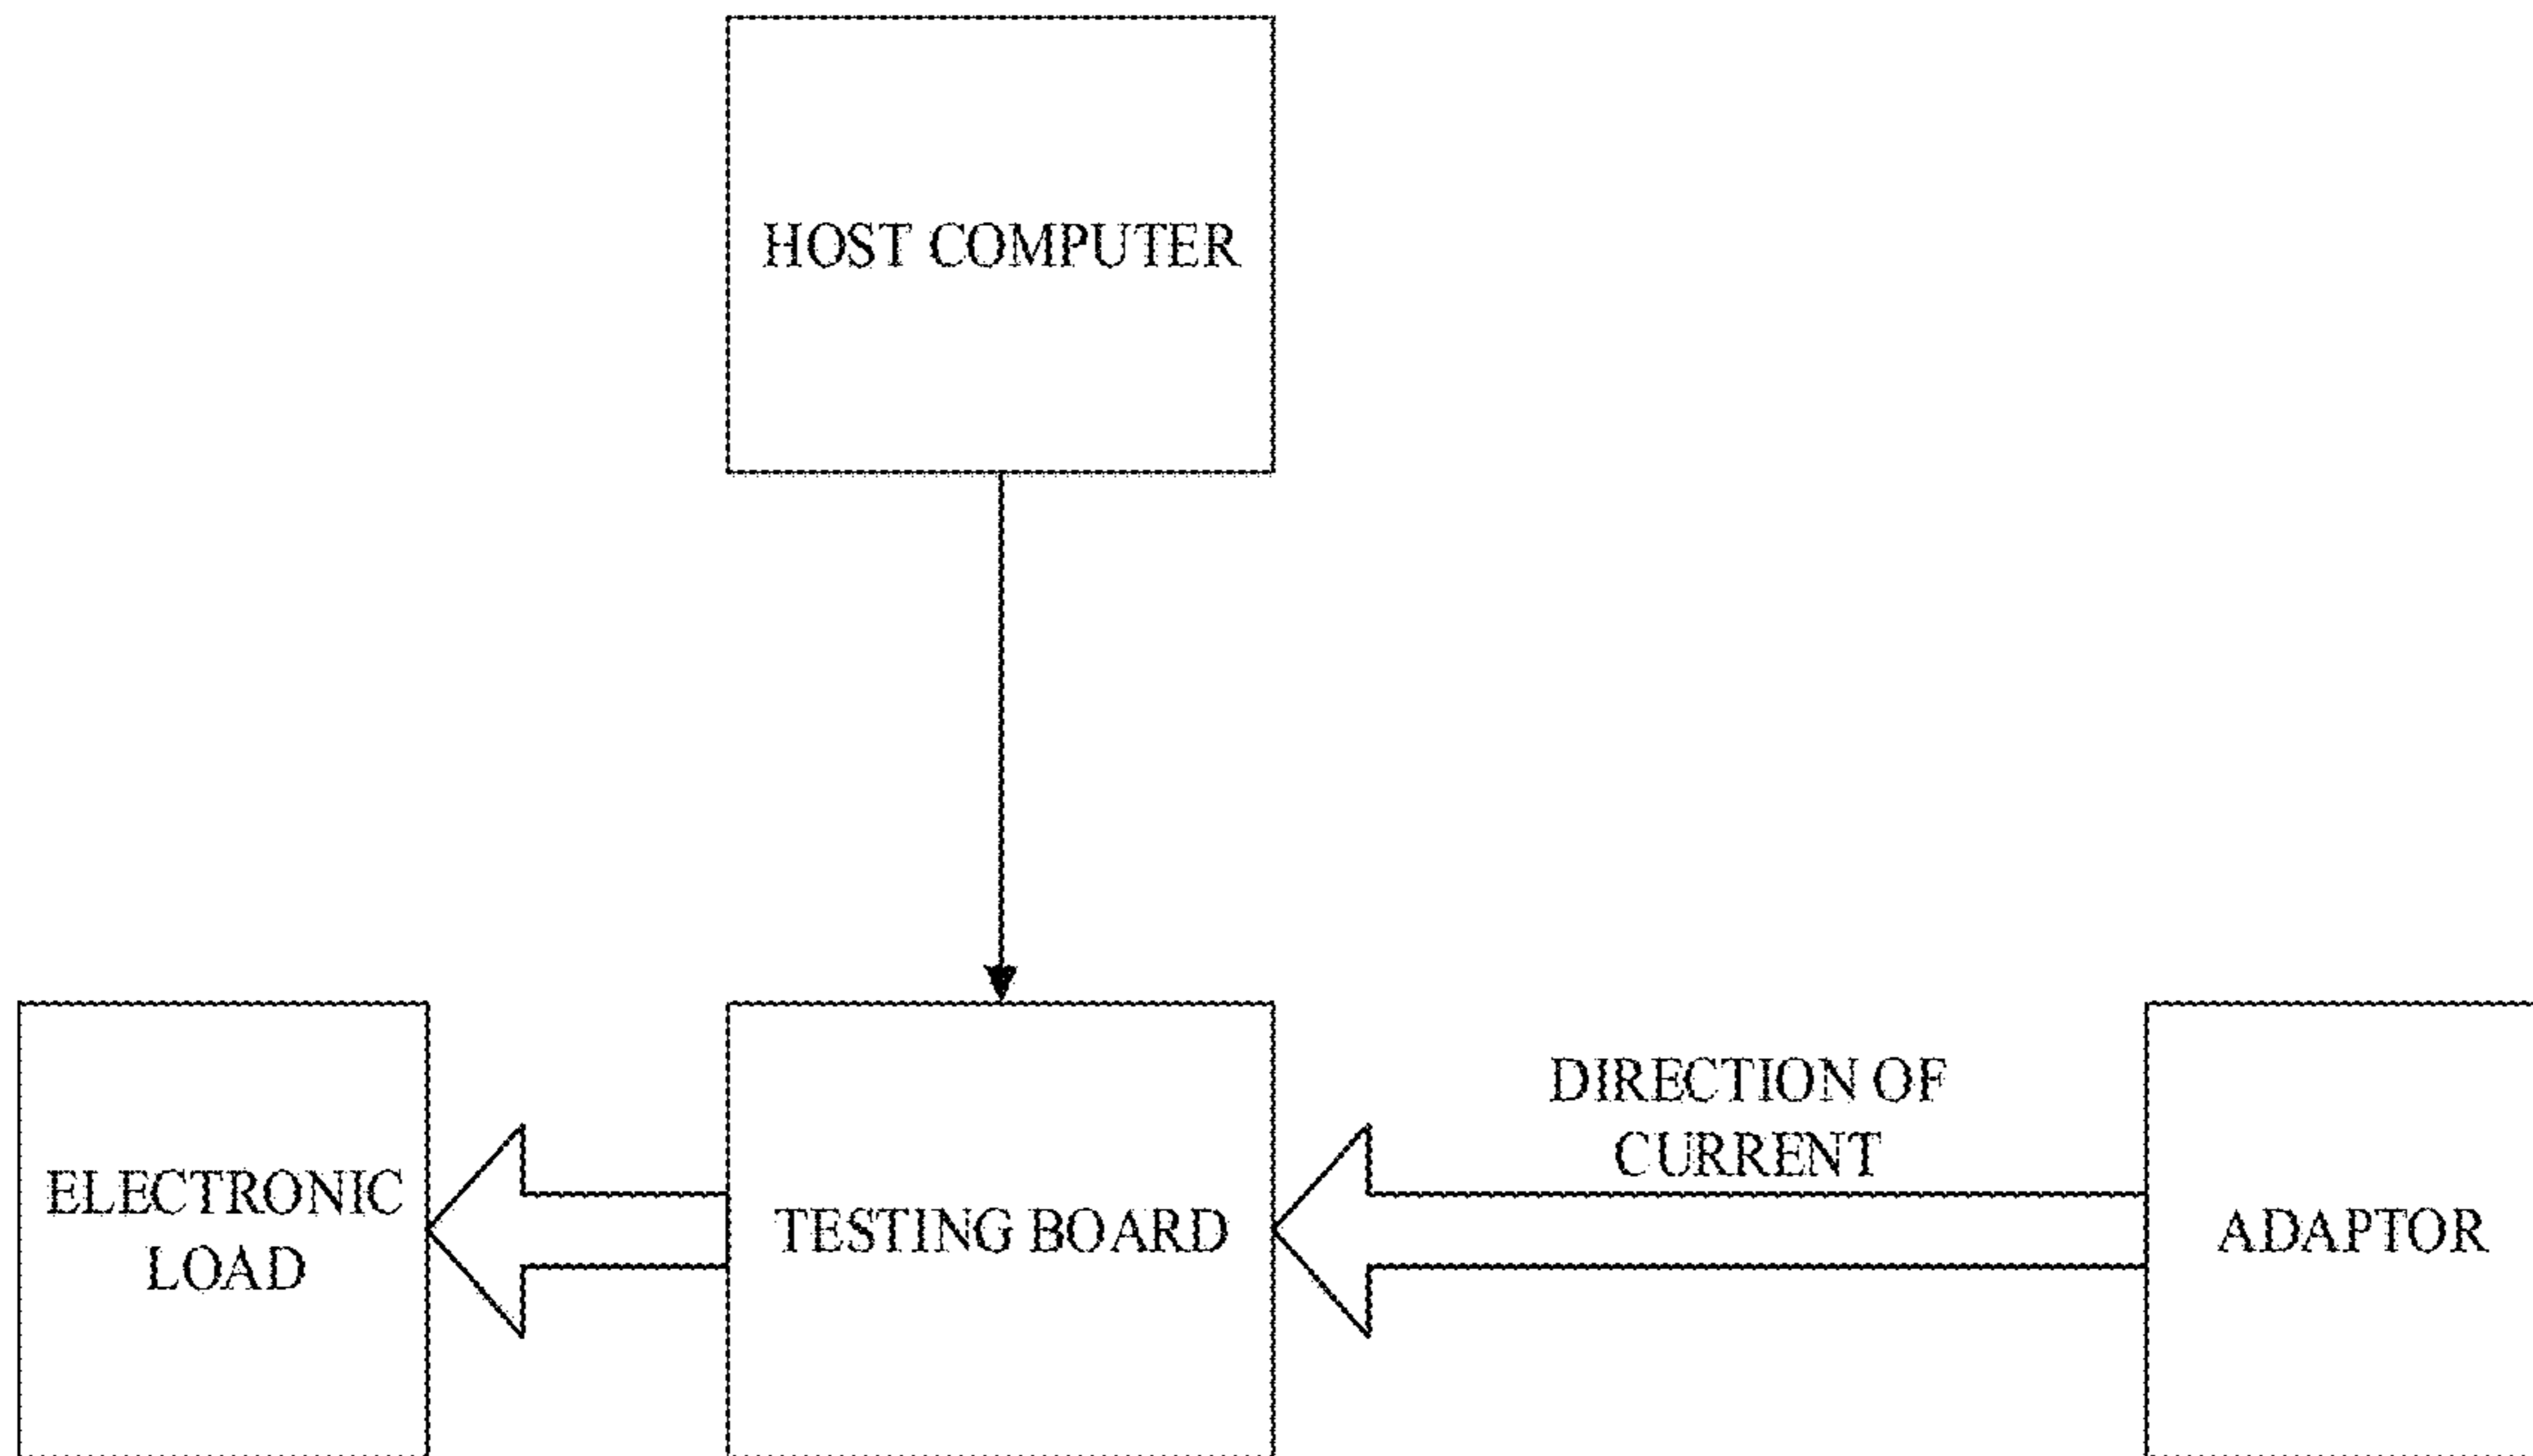 HOST COMPUTER
DIRECTION OF
CURRENT
ELECTRONIC
LOAD
TESTING BOARD
ADAPTOR